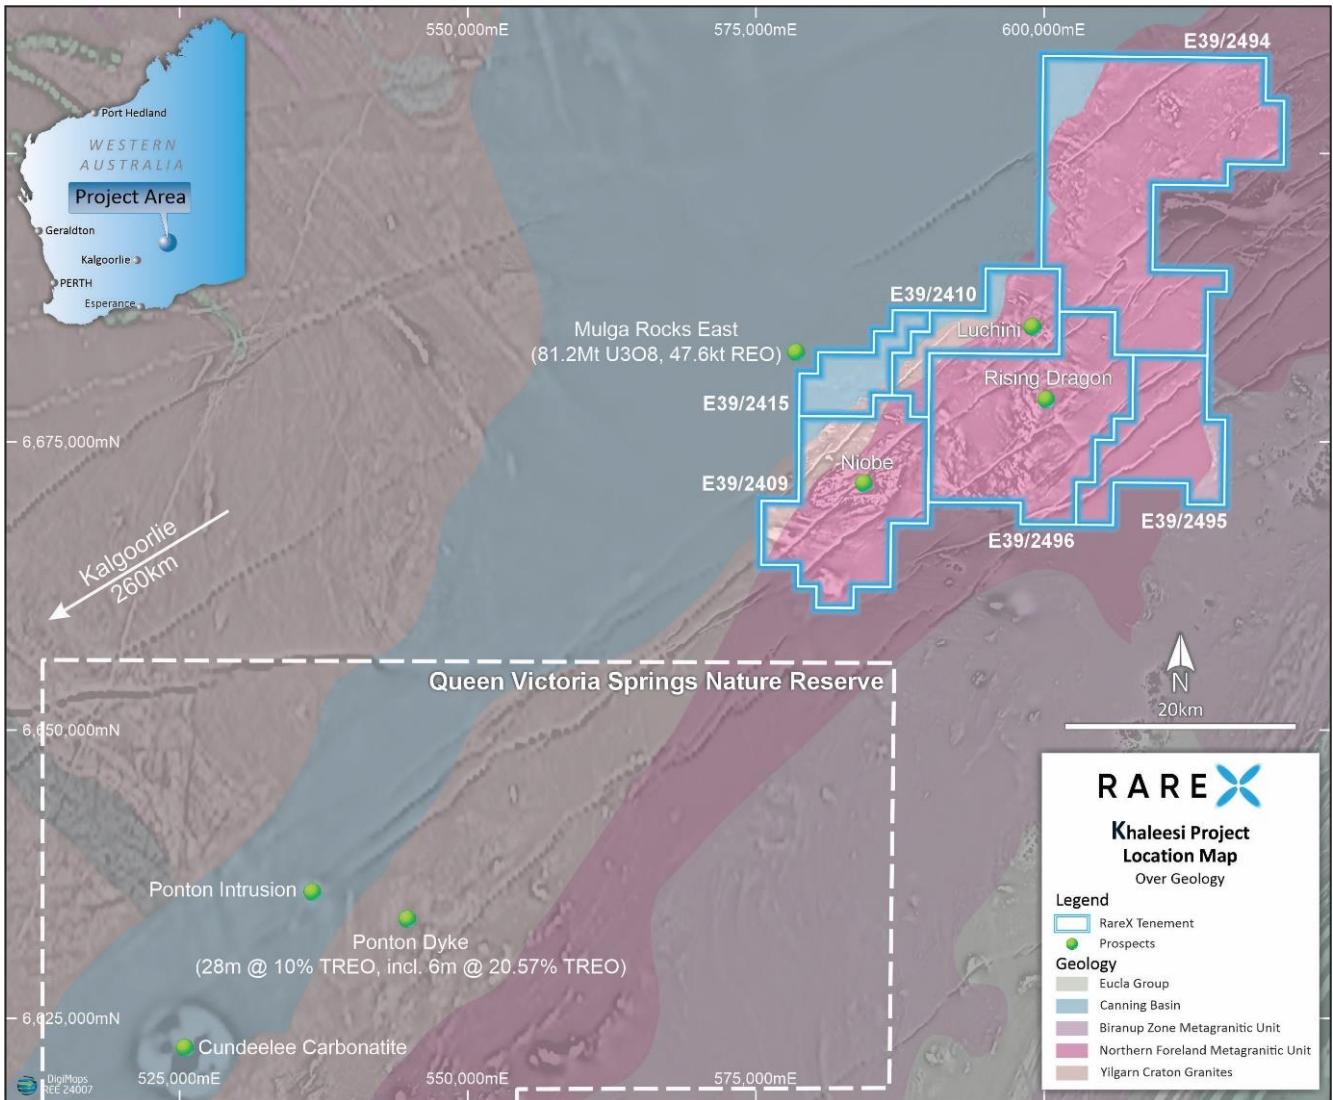 550,000mE
575,000mE
600,000mE
E39/2494
Port Hedland
WESTERN
AUSTRALIA
Project Area
Geraldton
Kalgoorlie
PERTH
Esperance
E39/2410
Luchini
Mulga Rocks East
(81.2Mt U3O8, 47.6kt REO)
Rising Dragon
E39/2415
6,675,000mN
Niobe
E39/2409
E39/2495
E39/2496
Kalgoorlie
260km
Queen Victoria Springs Nature Reserve
N
20km
6,650,000mN
RAREX
Khaleesi Project
Location Map
Over Geology
Legend
RareX Tenement
Prospects
Geology
Eucla Group
Canning Basin
Biranup Zone Metagranitic Unit
Northern Foreland Metagranitic Unit
Yilgarn Craton Granites
Ponton Intrusion
Ponton Dyke
(28m @ 10% TREO, incl. 6m @ 20.57% TREO)
6,625,000mN
Cundeelee Carbonatite
DigiMaps
REE 24007
525,000mE
550,000mE
575,000mE